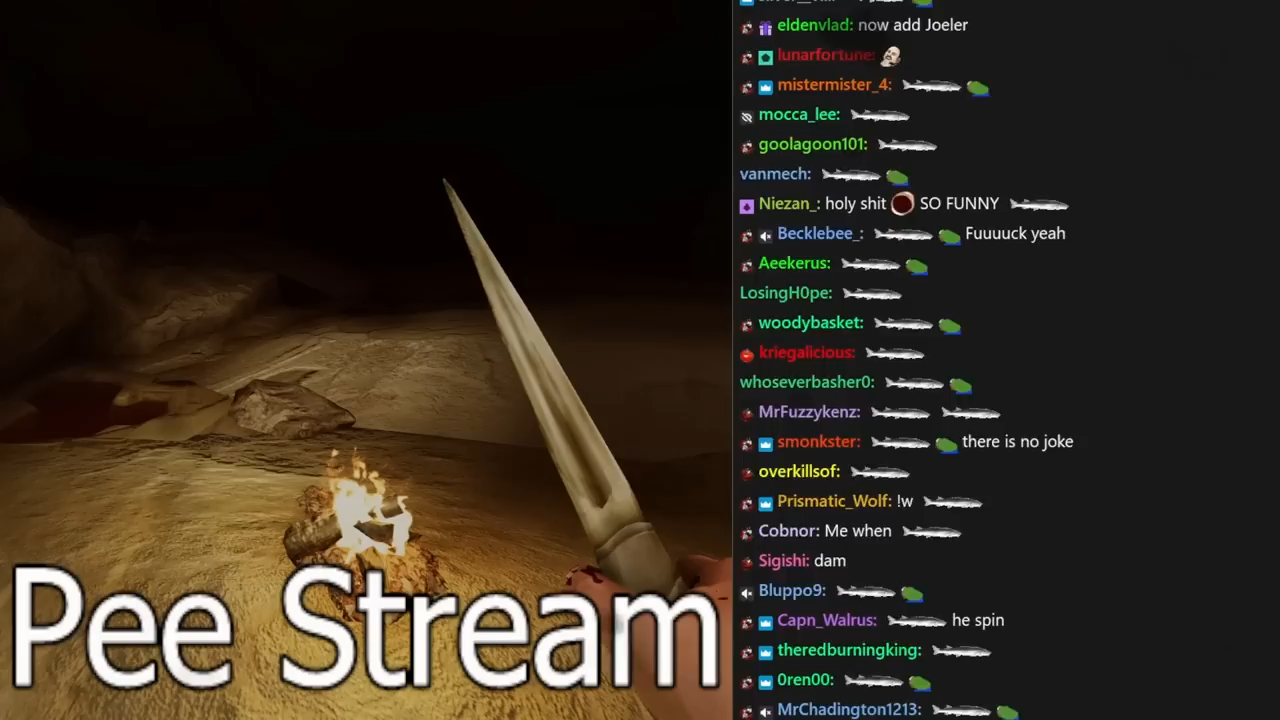 eldenvlad: now add Joeler
lunarfortune:
mistermister_4:
mocca_lee:
goolagoon101:
vanmech:
Niezan_: holy shit SO FUNNY
Becklebee_: Fuuuuck yeah
Aeekerus:
LosingH0pe:
woodybasket:
kriegalicious:
whoseverbasher0:
MrFuzzykenz:
smonkster: there is no joke
overkillsof:
Prismatic_Wolf: !w
Cobnor: Me when
Sigishi: dam
Bluppo9:
Capn_Walrus: he spin
theredburningking:
0ren00:
MrChadington1213:
Pee Stream